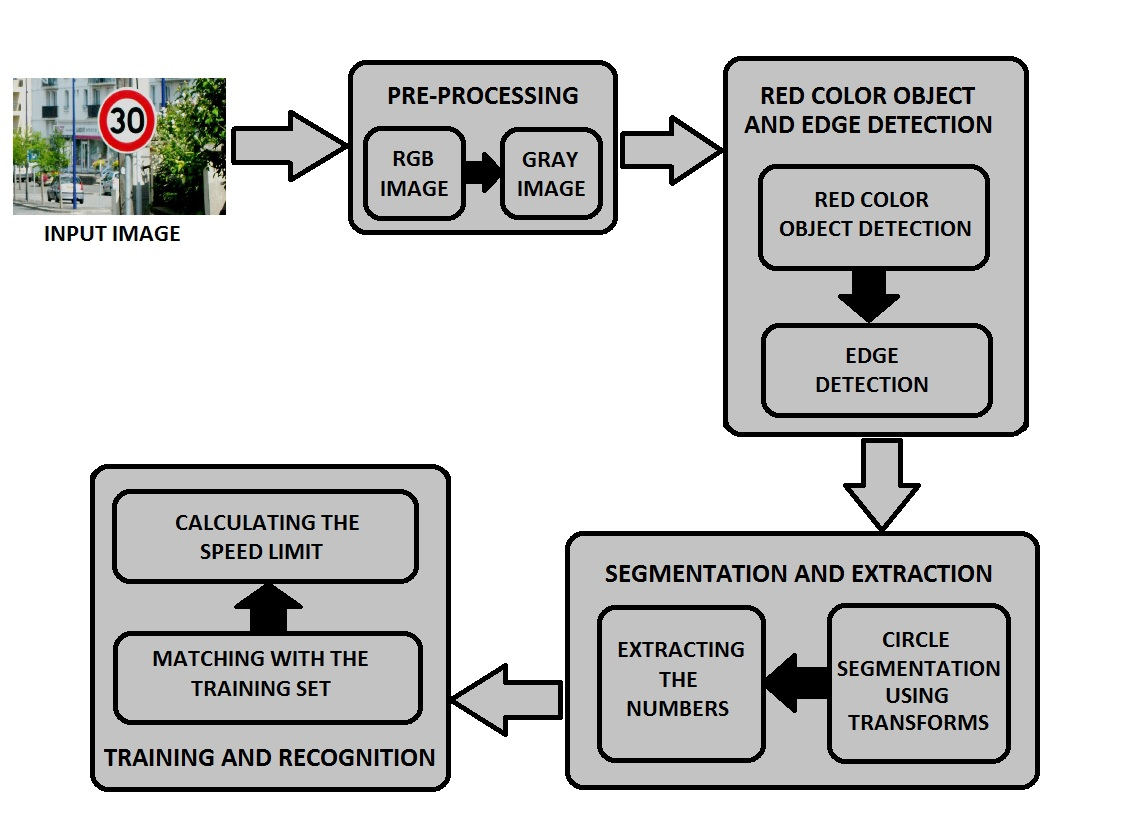 30
INPUT IMAGE
PRE-PROCESSING
RGB
IMAGE
GRAY
IMAGE
RED COLOR OBJECT
AND EDGE DETECTION
RED COLOR
OBJECT DETECTION
EDGE
DETECTION
SEGMENTATION AND EXTRACTION
CIRCLE
SEGMENTATION
USING
TRANSFORMS
EXTRACTING
THE
NUMBERS
MATCHING WITH THE
TRAINING SET
CALCULATING THE
SPEED LIMIT
TRAINING AND RECOGNITION